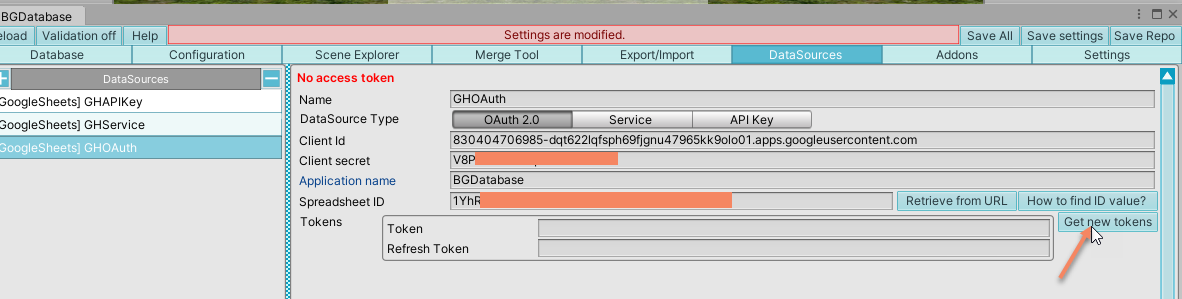 BGDatabase
eload Validation off Help Settings are modified. Save All Save settings Save Repo
Database Configuration Scene Explorer Merge Tool Export/Import DataSources Addons Settings
DataSources
GoogleSheets] GHAPIKey
GoogleSheets] GHService
GoogleSheets] GHOAuth
No access token
Name GHOAuth
DataSource Type OAuth 2.0 Service API Key
Client Id 830404706985-dqt622lqfsph69fjgnu47965kk9olo01.apps.googleusercontent.com
Client secret V8P
Application name BGDatabase
Spreadsheet ID 1YhR Retrieve from URL How to find ID value?
Tokens Get new tokens
Token
Refresh Token